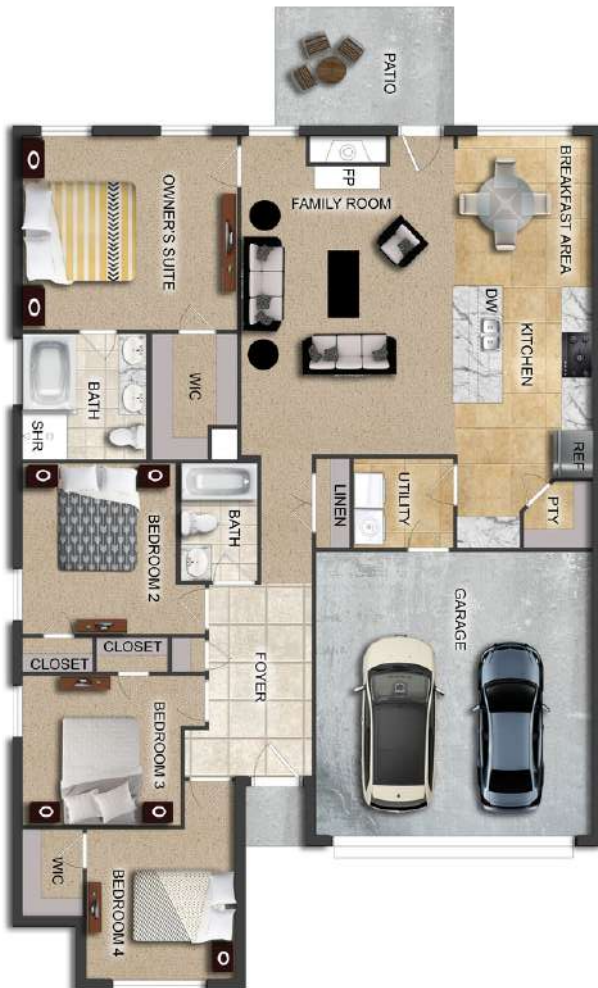 PATIO
BREAKFAST AREA
FP
FAMILY ROOM
OWNER'S SUITE
DW
KITCHEN
WIC
BATH
SHR
REF
BATH
BEDROOM 2
LINEN
UTILITY
PTY
GARAGE
CLOSET
CLOSET
FOYER
BEDROOM 3
WIC
BEDROOM 4